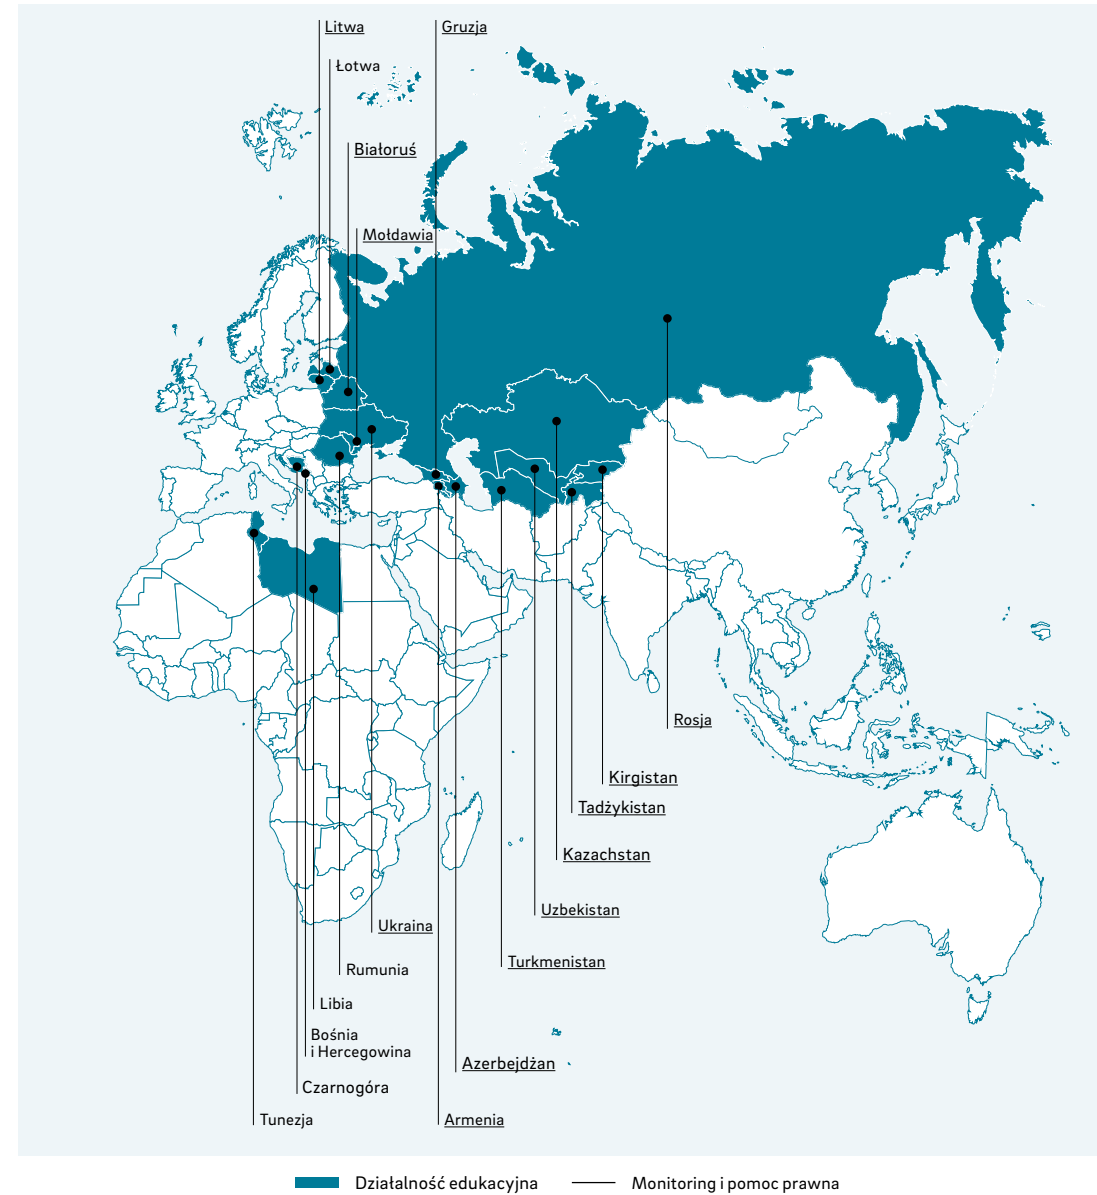 Litwa
Gruzja
Łotwa
Białoruś
Mołdawia
Rosja
Kirgistan
Tadżykistan
Kazachstan
Uzbekistan
Ukraina
Turkmenistan
Rumunia
Libia
Bośnia
i Hercegowina
Azerbejdżan
Czarnogóra
Tunezja
Armenia
Działalność edukacyjna
Monitoring i pomoc prawna